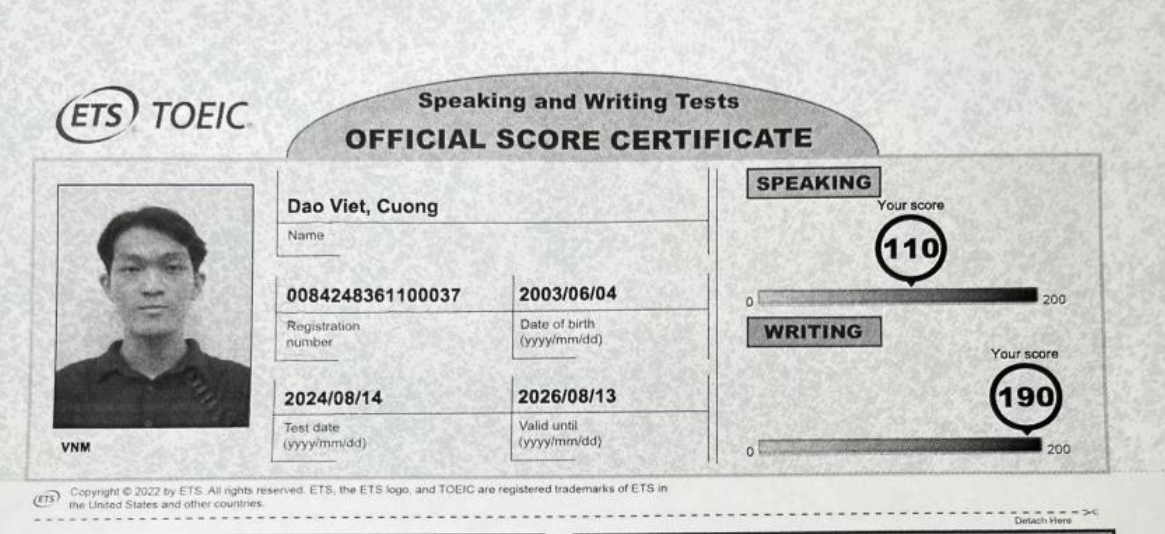 ETS TOEIC
Speaking and Writing Tests
OFFICIAL SCORE CERTIFICATE
Dao Viet, Cuong
Name
0084248361100037
Registration
number
2003/06/04
Date of birth
(yyyy/mm/dd)
2024/08/14
Test date
(yyyy/mm/dd)
2026/08/13
Valid until
(yyyy/mm/dd)
VNM
SPEAKING
Your score
110
0
200
WRITING
Your score
190
0
200
ETS
Copyright © 2022 by ETS. All rights reserved. ETS, the ETS logo, and TOEIC are registered trademarks of ETS in
the United States and other countries.
Detach Here